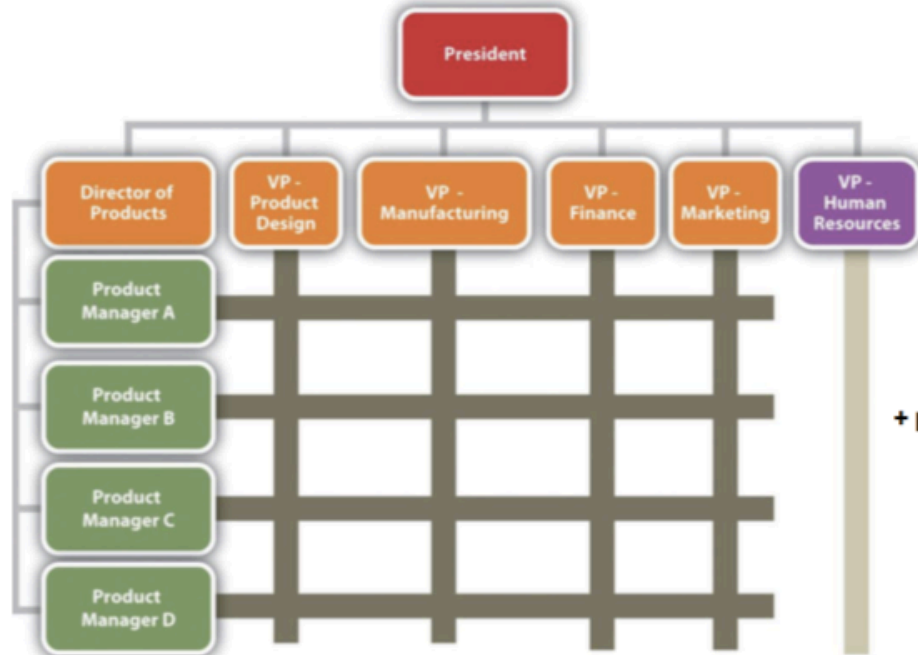 President
Director of
Products
VP -
Product
Design
VP -
Manufacturing
VP -
Finance
VP -
Marketing
VP -
Human
Resources
Product
Manager A
Product
Manager B
+
Product
Manager C
Product
Manager D